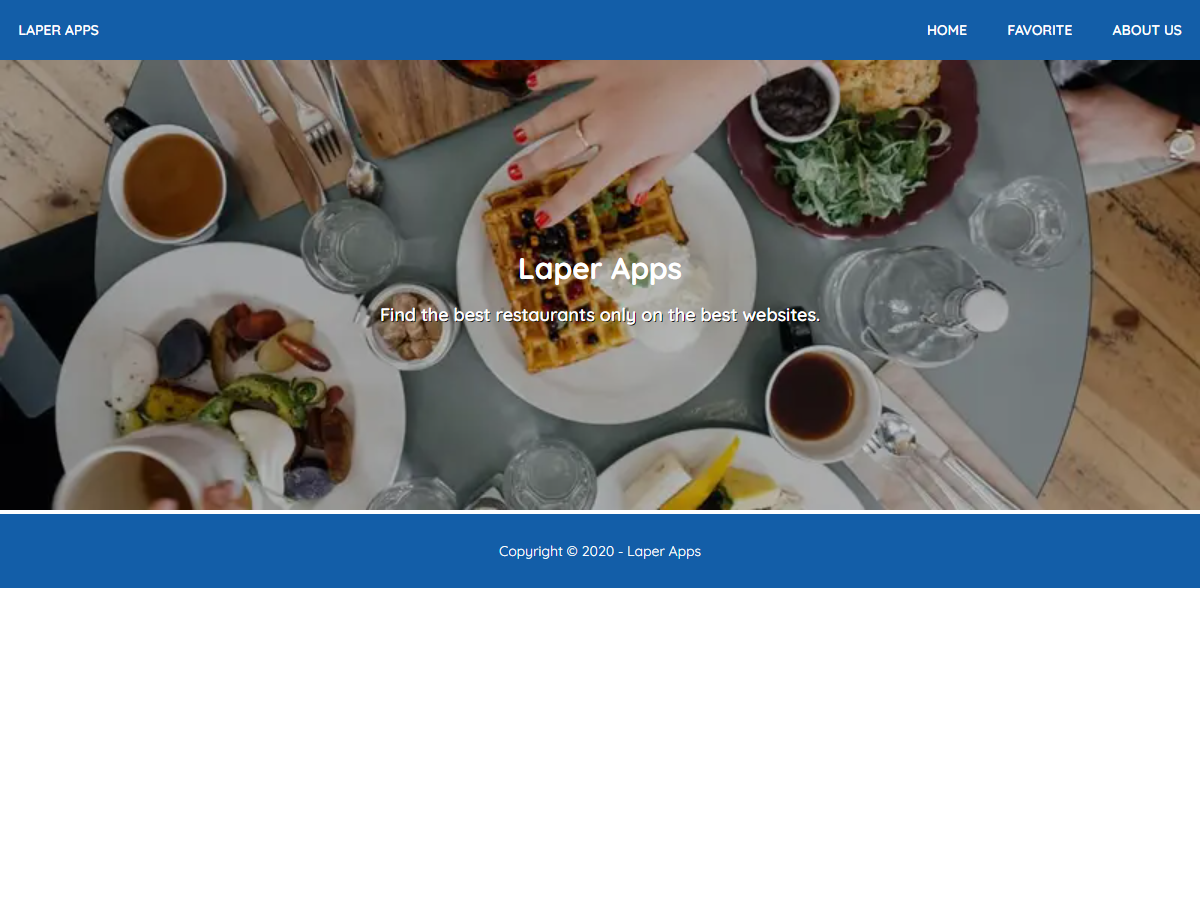 LAPER APPS
HOME
FAVORITE
ABOUT US
Laper Apps
Find the best restaurants only on the best websites.
Copyright © 2020 - Laper Apps